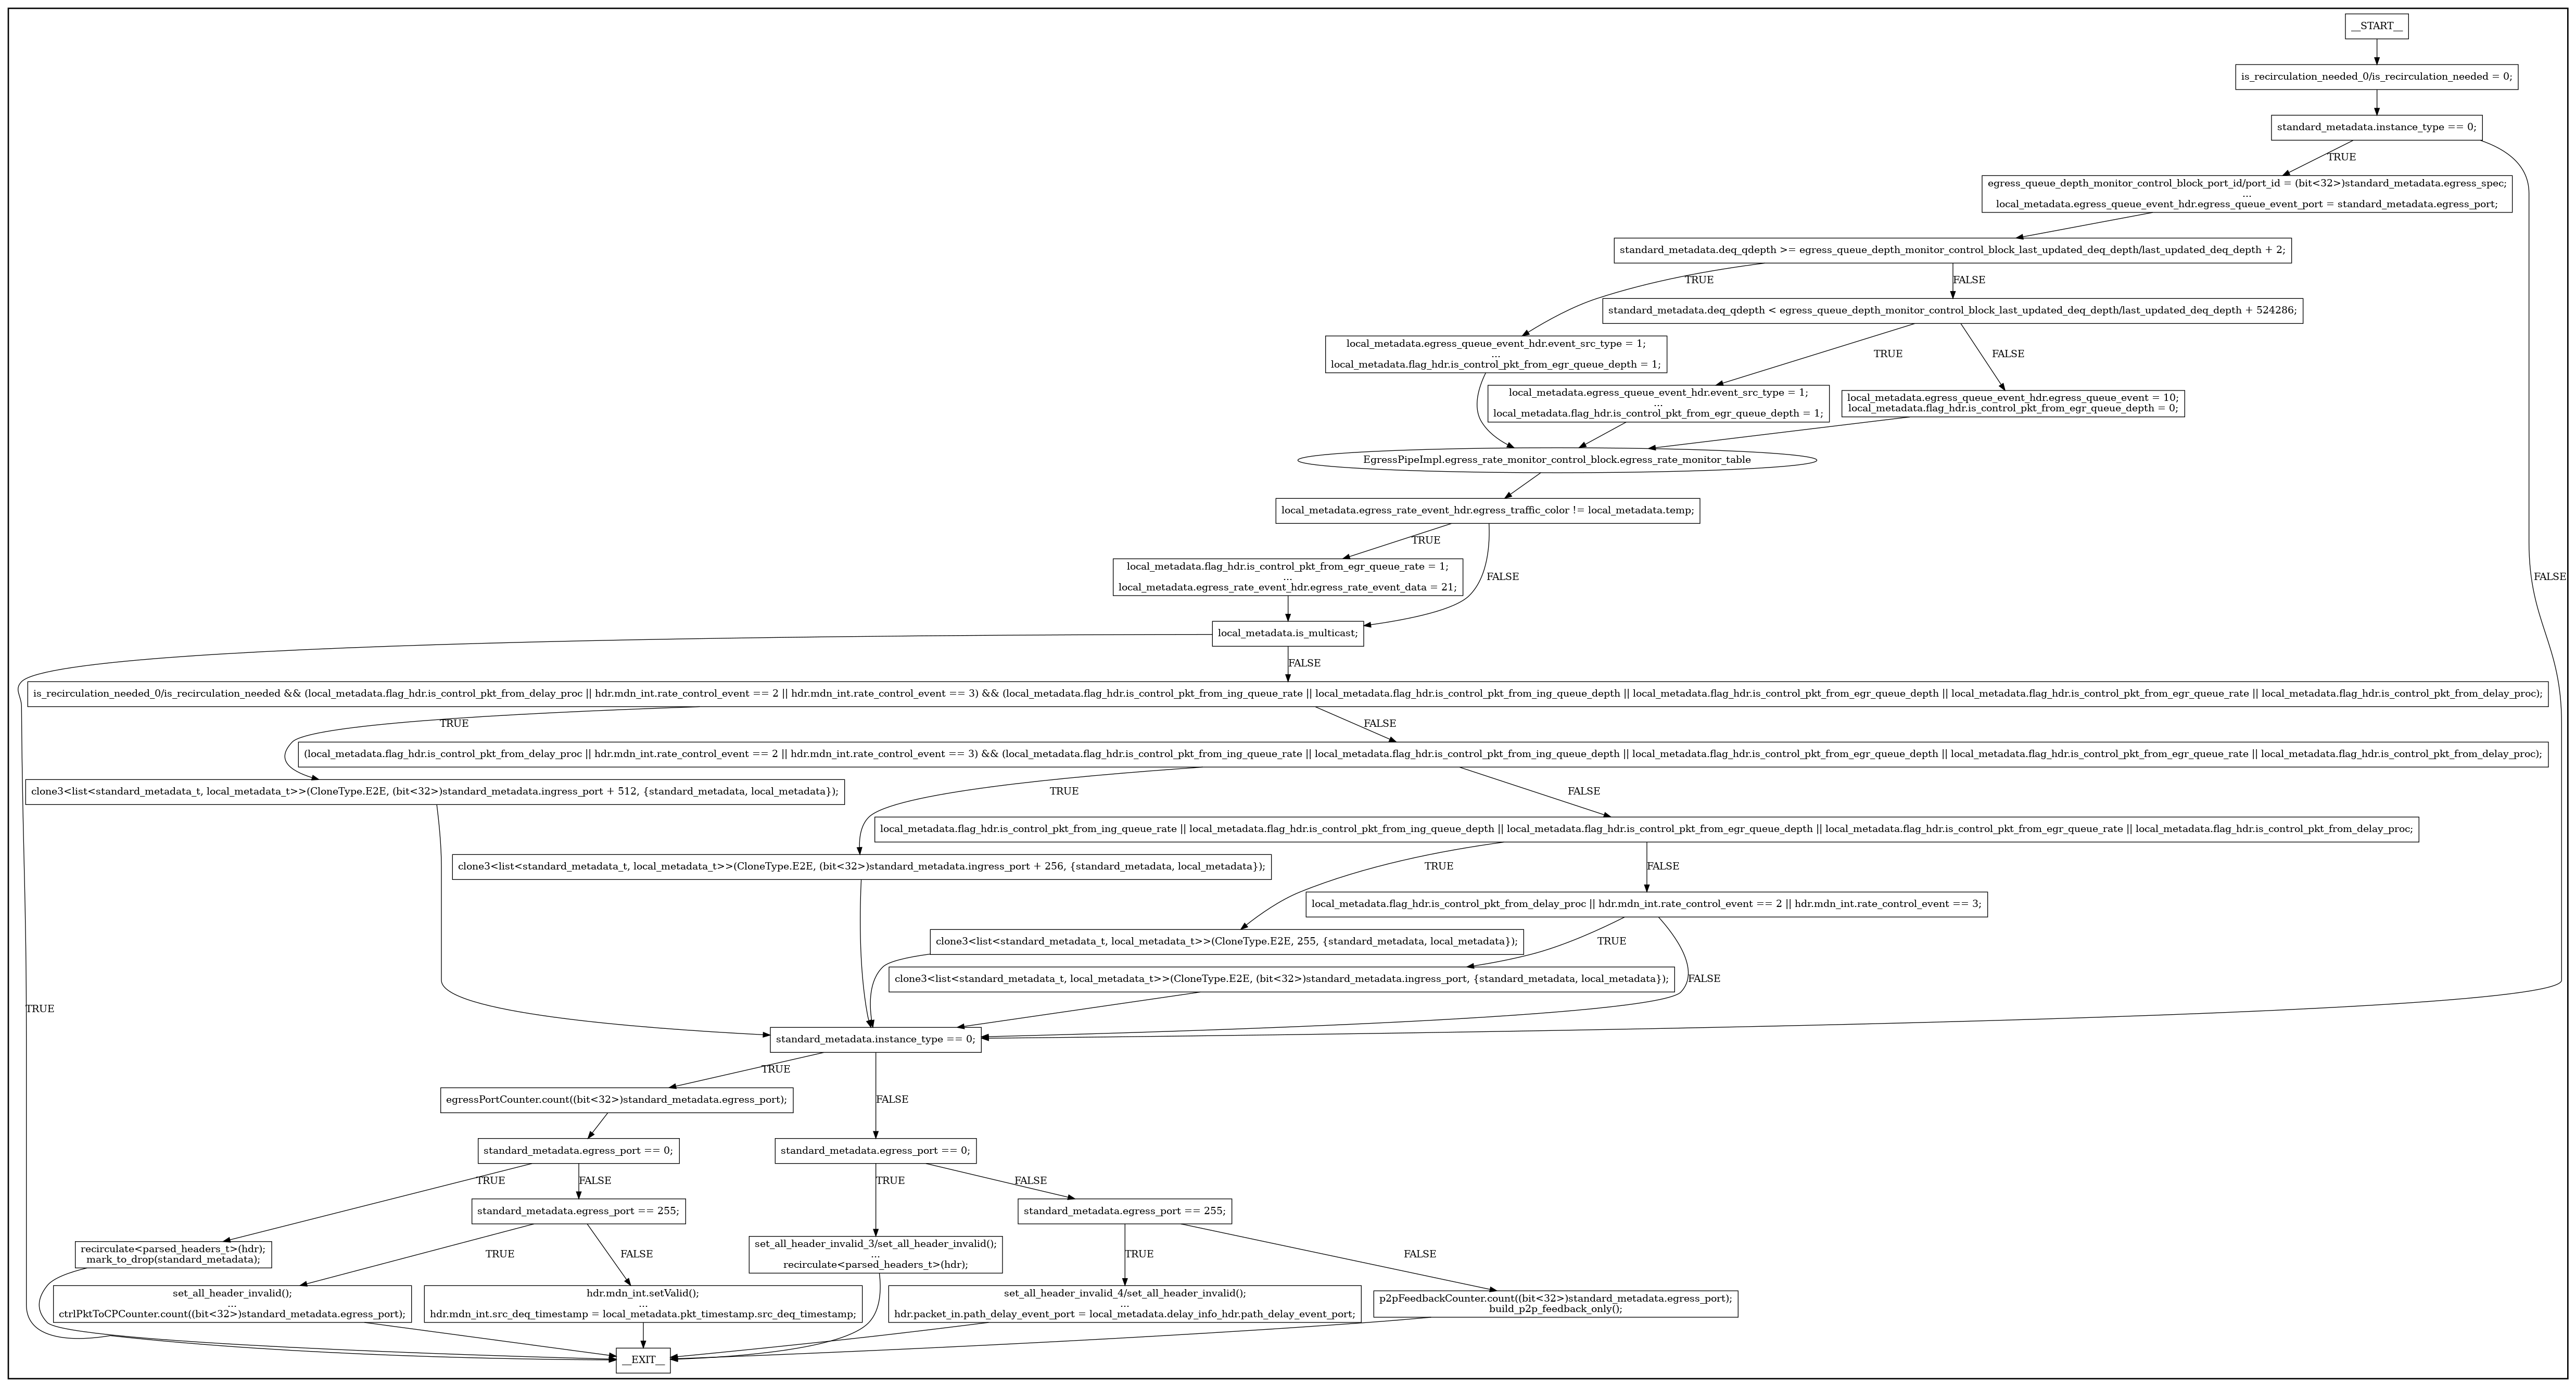 __START__
is_recirculation_needed_0/is_recirculation_needed = 0;
standard_metadata.instance_type == 0;
TRUE
egress_queue_depth_monitor_control_block_port_id/port_id = (bit<32>)standard_metadata.egress_spec;
...
local_metadata.egress_queue_event_hdr.egress_queue_event_port = standard_metadata.egress_port;
standard_metadata.deq_qdepth >= egress_queue_depth_monitor_control_block_last_updated_deq_depth/last_updated_deq_depth + 2;
TRUE
FALSE
standard_metadata.deq_qdepth < egress_queue_depth_monitor_control_block_last_updated_deq_depth/last_updated_deq_depth + 524286;
local_metadata.egress_queue_event_hdr.event_src_type = 1;
...
local_metadata.flag_hdr.is_control_pkt_from_egr_queue_depth = 1;
TRUE
FALSE
local_metadata.egress_queue_event_hdr.event_src_type = 1;
...
local_metadata.flag_hdr.is_control_pkt_from_egr_queue_depth = 1;
local_metadata.egress_queue_event_hdr.egress_queue_event = 10;
local_metadata.flag_hdr.is_control_pkt_from_egr_queue_depth = 0;
EgressPipeImpl.egress_rate_monitor_control_block.egress_rate_monitor_table
local_metadata.egress_rate_event_hdr.egress_traffic_color != local_metadata.temp;
TRUE
local_metadata.flag_hdr.is_control_pkt_from_egr_queue_rate = 1;
...
local_metadata.egress_rate_event_hdr.egress_rate_event_data = 21;
FALSE
FALSE
local_metadata.is_multicast;
FALSE
is_recirculation_needed_0/is_recirculation_needed && (local_metadata.flag_hdr.is_control_pkt_from_delay_proc || hdr.mdn_int.rate_control_event == 2 || hdr.mdn_int.rate_control_event == 3) && (local_metadata.flag_hdr.is_control_pkt_from_ing_queue_rate || local_metadata.flag_hdr.is_control_pkt_from_ing_queue_depth || local_metadata.flag_hdr.is_control_pkt_from_egr_queue_depth || local_metadata.flag_hdr.is_control_pkt_from_egr_queue_rate || local_metadata.flag_hdr.is_control_pkt_from_delay_proc);
TRUE
FALSE
(local_metadata.flag_hdr.is_control_pkt_from_delay_proc || hdr.mdn_int.rate_control_event == 2 || hdr.mdn_int.rate_control_event == 3) && (local_metadata.flag_hdr.is_control_pkt_from_ing_queue_rate || local_metadata.flag_hdr.is_control_pkt_from_ing_queue_depth || local_metadata.flag_hdr.is_control_pkt_from_egr_queue_depth || local_metadata.flag_hdr.is_control_pkt_from_egr_queue_rate || local_metadata.flag_hdr.is_control_pkt_from_delay_proc);
clone3<list<standard_metadata_t, local_metadata_t>>(CloneType.E2E, (bit<32>)standard_metadata.ingress_port + 512, {standard_metadata, local_metadata});
TRUE
FALSE
local_metadata.flag_hdr.is_control_pkt_from_ing_queue_rate || local_metadata.flag_hdr.is_control_pkt_from_ing_queue_depth || local_metadata.flag_hdr.is_control_pkt_from_egr_queue_depth || local_metadata.flag_hdr.is_control_pkt_from_egr_queue_rate || local_metadata.flag_hdr.is_control_pkt_from_delay_proc;
clone3<list<standard_metadata_t, local_metadata_t>>(CloneType.E2E, (bit<32>)standard_metadata.ingress_port + 256, {standard_metadata, local_metadata});
TRUE
FALSE
local_metadata.flag_hdr.is_control_pkt_from_delay_proc || hdr.mdn_int.rate_control_event == 2 || hdr.mdn_int.rate_control_event == 3;
clone3<list<standard_metadata_t, local_metadata_t>>(CloneType.E2E, 255, {standard_metadata, local_metadata});
TRUE
clone3<list<standard_metadata_t, local_metadata_t>>(CloneType.E2E, (bit<32>)standard_metadata.ingress_port, {standard_metadata, local_metadata});
FALSE
TRUE
standard_metadata.instance_type == 0;
TRUE
FALSE
egressPortCounter.count((bit<32>)standard_metadata.egress_port);
standard_metadata.egress_port == 0;
standard_metadata.egress_port == 0;
TRUE
FALSE
TRUE
FALSE
standard_metadata.egress_port == 255;
standard_metadata.egress_port == 255;
recirculate<parsed_headers_t>(hdr);
mark_to_drop(standard_metadata);
TRUE
FALSE
set_all_header_invalid_3/set_all_header_invalid();
...
recirculate<parsed_headers_t>(hdr);
TRUE
FALSE
set_all_header_invalid();
...
ctrlPktToCPCounter.count((bit<32>)standard_metadata.egress_port);
hdr.mdn_int.setValid();
...
hdr.mdn_int.src_deq_timestamp = local_metadata.pkt_timestamp.src_deq_timestamp;
set_all_header_invalid_4/set_all_header_invalid();
...
hdr.packet_in.path_delay_event_port = local_metadata.delay_info_hdr.path_delay_event_port;
p2pFeedbackCounter.count((bit<32>)standard_metadata.egress_port);
build_p2p_feedback_only();
__EXIT__